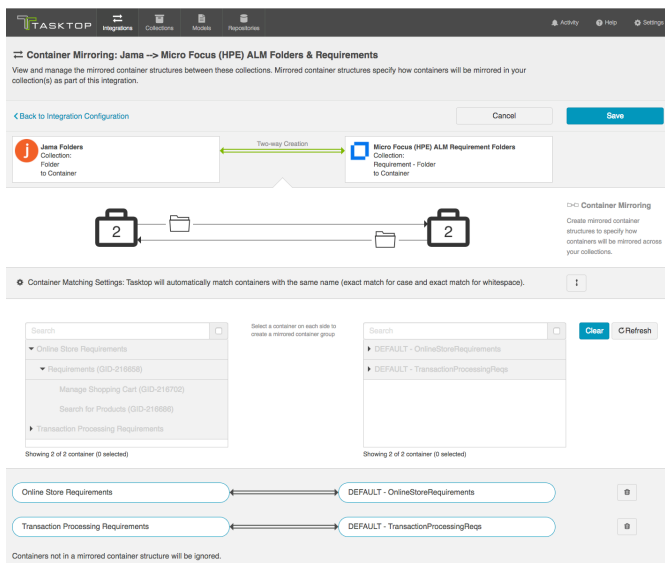 TASKTOP
Integrations
Collections
Models
Repositories
Activity
Help
Settings
Container Mirroring: Jama --> Micro Focus (HPE) ALM Folders & Requirements
View and manage the mirrored container structures between these collections. Mirrored container structures specify how containers will be mirrored in your
collection(s) as part of this integration.
Back to Integration Configuration
Cancel
Save
Jama Folders
Collection:
Folder
to Container
Two-way Creation
Micro Focus (HPE) ALM Requirement Folders
Collection:
Requirement - Folder
to Container
2
2
Container Mirroring
Create mirrored container
structures to specify how
containers will be mirrored across
your collections.
Container Matching Settings: Tasktop will automatically match containers with the same name (exact match for case and exact match for whitespace).
Search
Select a container on each side to
create a mirrored container group
Search
Clear
Refresh
Online Store Requirements
Requirements (GID-216658)
Manage Shopping Cart (GID-216702)
Search for Products (GID-216688)
Transaction Processing Requirements
DEFAULT - OnlineStoreRequirements
DEFAULT - TransactionProcessingReqs
Showing 2 of 2 container (0 selected)
Showing 2 of 2 container (0 selected)
Online Store Requirements
DEFAULT - OnlineStoreRequirements
Transaction Processing Requirements
DEFAULT - TransactionProcessingReqs
Containers not in a mirrored container structure will be ignored.